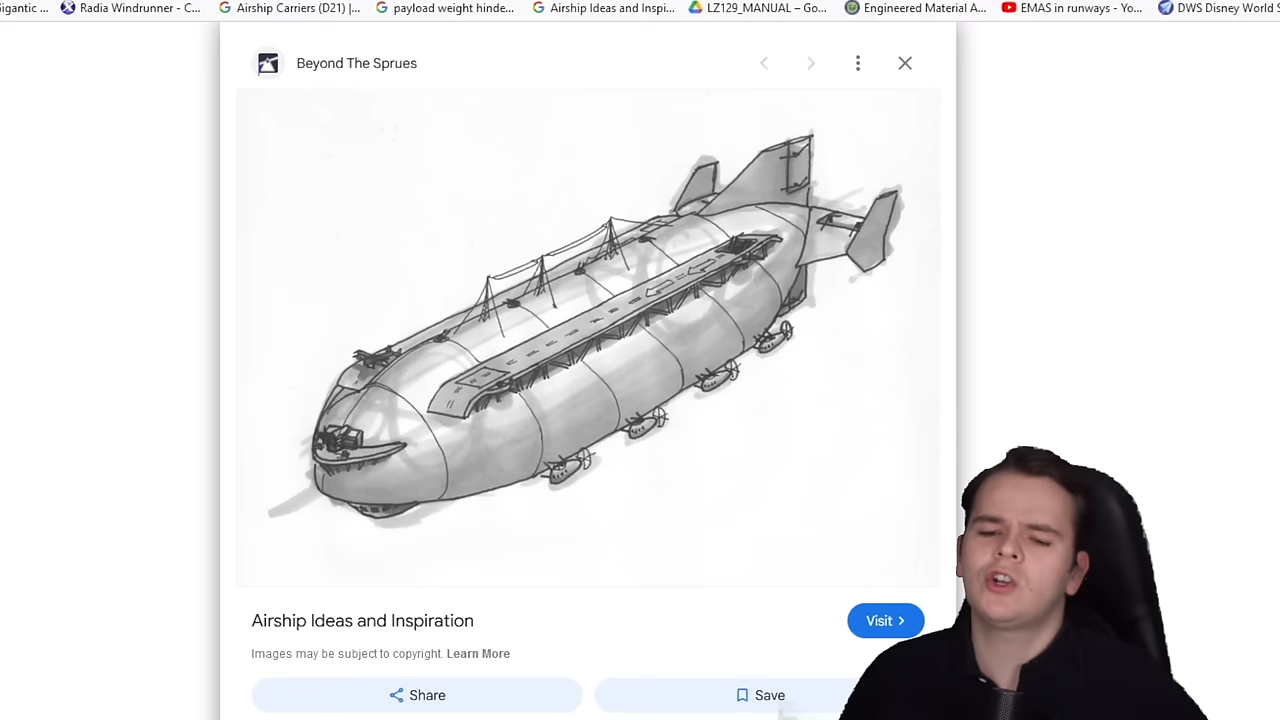 Gigantic ... Radia Windrunner - C... Airship Carriers (D21) |... payload weight hinde... Airship Ideas and Inspi... LZ129_MANUAL – Go... Engineered Material A... EMAS in runways - Yo... DWS Disney World S
Beyond The Sprues
Airship Ideas and Inspiration
Visit
Images may be subject to copyright. Learn More
Share
Save